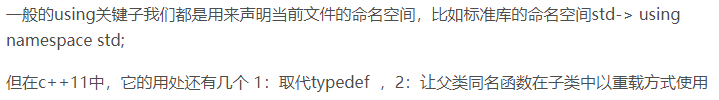 一般的using关键子我们都是用来声明当前文件的命名空间，比如标准库的命名空间std-> using
namespace std;
但在c++11中，它的用处还有几个 1：取代typedef ，2：让父类同名函数在子类中以重载方式使用